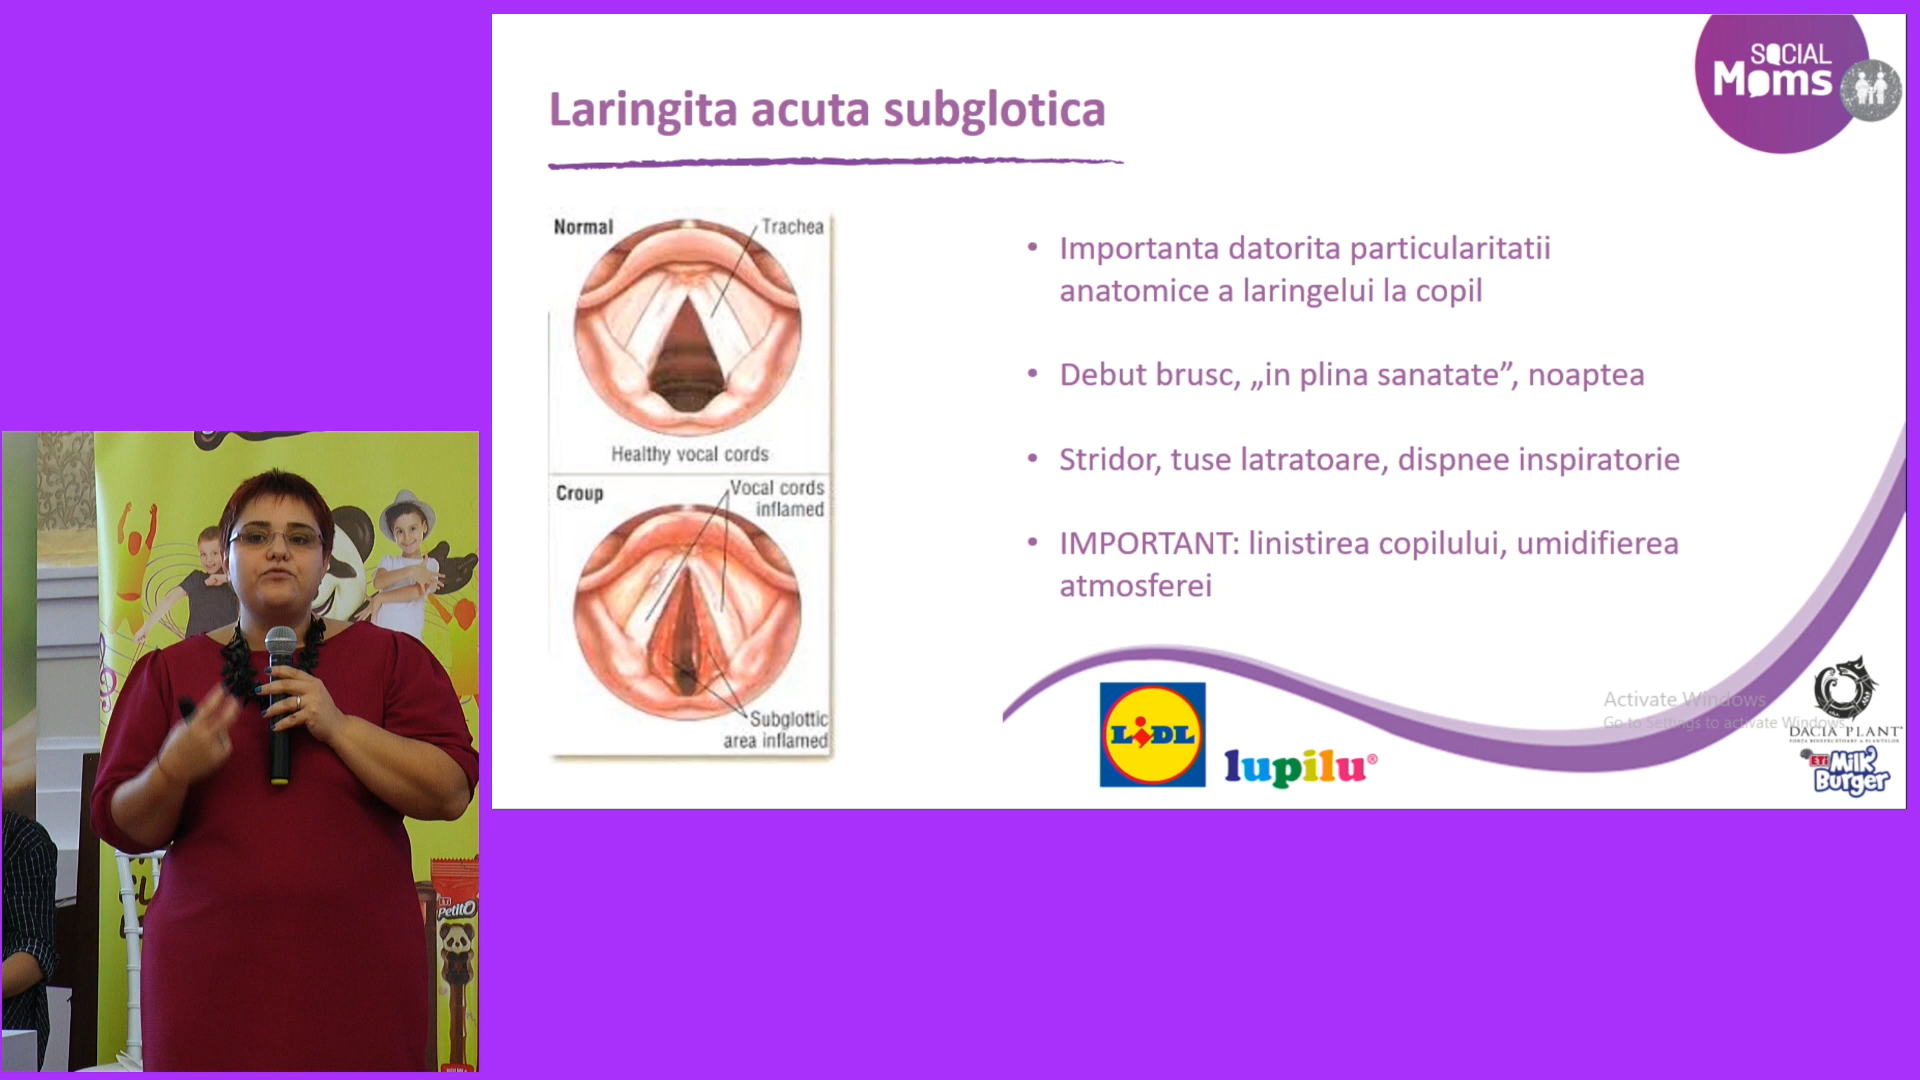 SOCIAL
Moms
Laringita acuta subglotica
Normal
Trachea
Healthy vocal cords
Croup
Vocal cords
inflamed
Subglottic
area inflamed
• Importanta datorita particularitatii
anatomice a laringelui la copil
• Debut brusc, „in plina sanatate”, noaptea
• Stridor, tuse latratoare, dispnee inspiratorie
• IMPORTANT: linistirea copilului, umidifierea
atmosferei
LIDL
lupilu®
Activate Windows
Go to Settings to activate Windows.
DACIA PLANT
ETi Milk
Burger
ETi
PetitO